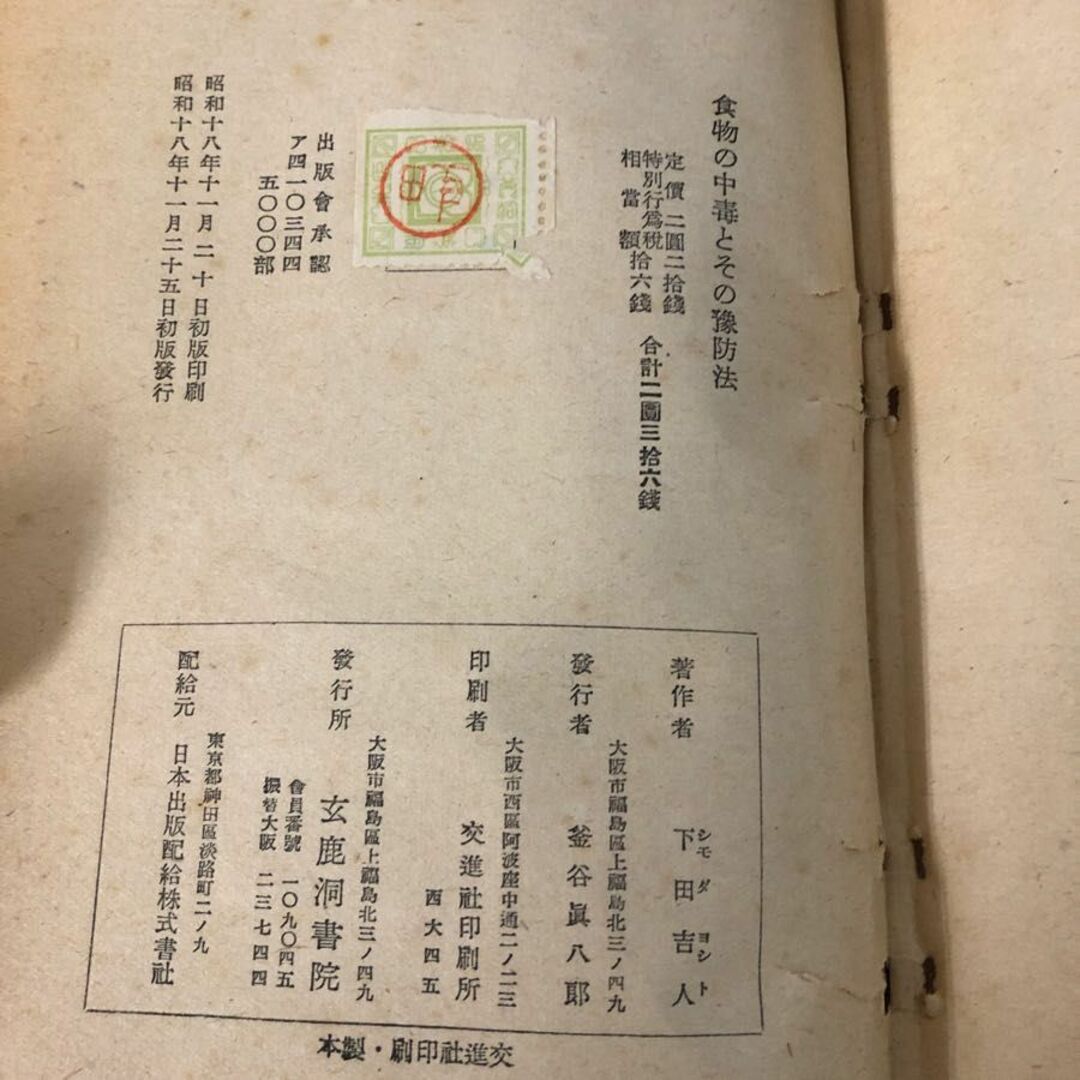 食物の中毒とその豫防法
定價二圓二拾錢
特別行爲税
相當額拾六錢
合計二圓三拾六錢
出版會承認
ア四一〇三四四
五〇〇〇部
昭和十八年十一月二十日初版印刷
昭和十八年十一月二十五日初版發行
著作者 下田吉人
シモダヨシト
大阪市福島區上福島北三ノ四九
發行者 釜谷眞八郎
大阪市西區阿波座中通二ノ二三
印刷者 交進社印刷所
西大四五
大阪市福島區上福島北三ノ四九
發行所 玄鹿洞書院
會員番號 一〇九〇四五
振替大阪 二三七四四
東京都神田區淡路町二ノ九
配給元 日本出版配給株式書社
交進社印刷・製本